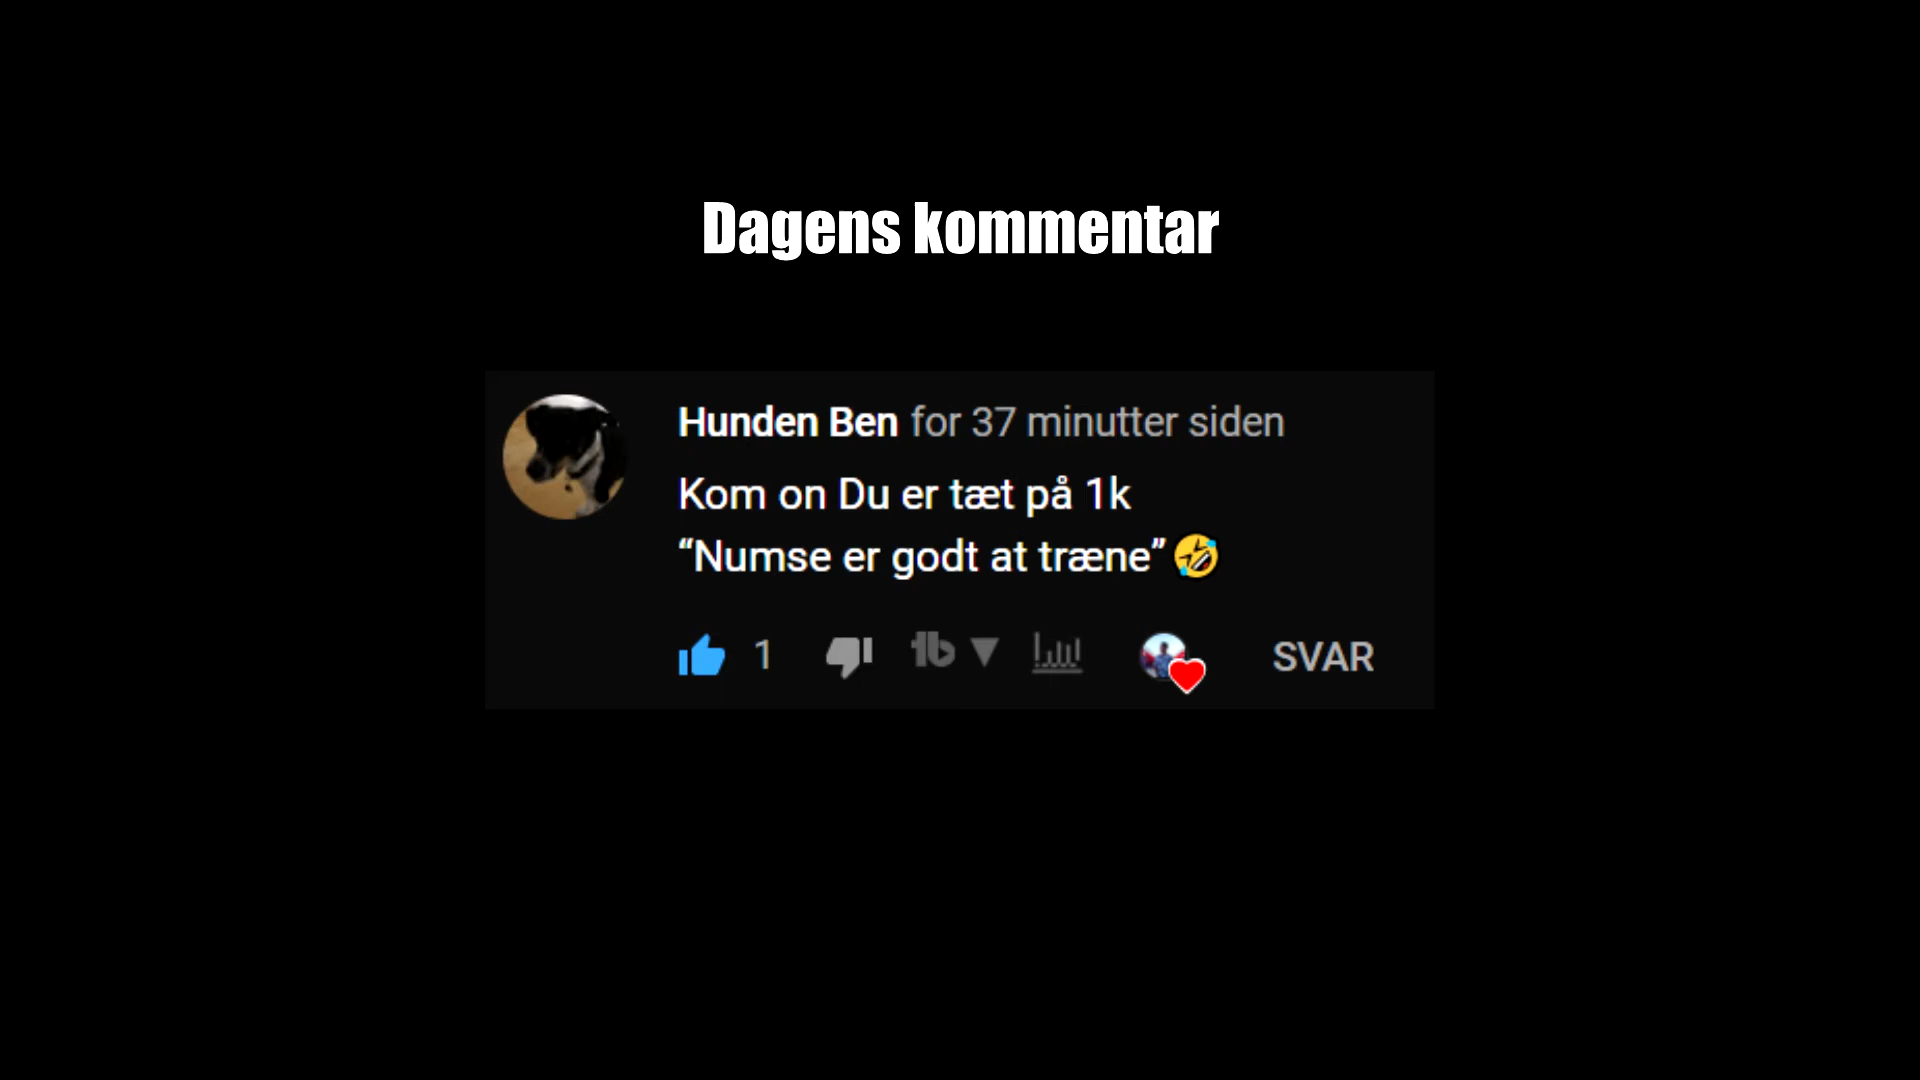 Dagens kommentar
Hunden Ben for 37 minutter siden
Kom on Du er tæt på 1k
“Numse er godt at træne”🤣
1
tb
SVAR